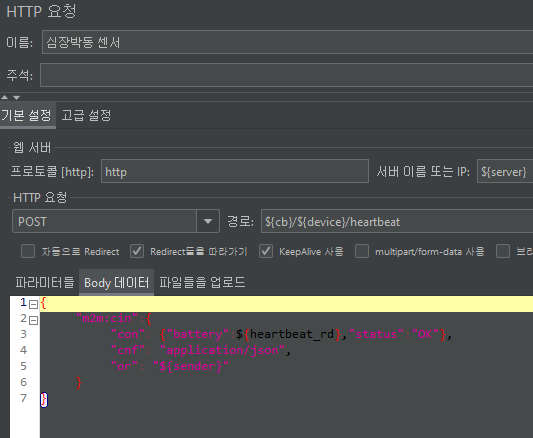 HTTP 요청
이름: 심장박동 센서
주석:
기본 설정 고급 설정
웹 서버
프로토콜 [http]: http 서버 이름 또는 IP: ${server}
HTTP 요청
POST 경로: ${cb}/${device}/heartbeat
자동으로 Redirect Redirect들을 따라가기 KeepAlive 사용 multipart/form-data 사용 브라
파라미터들 Body 데이터 파일들을 업로드
1 {
2 "m2m:cin":{
3 "con": {"battery":${heartbeat_rd},"status":"OK"},
4 "cnf": "application/json",
5 "or": "${sender}"
6 }
7 }